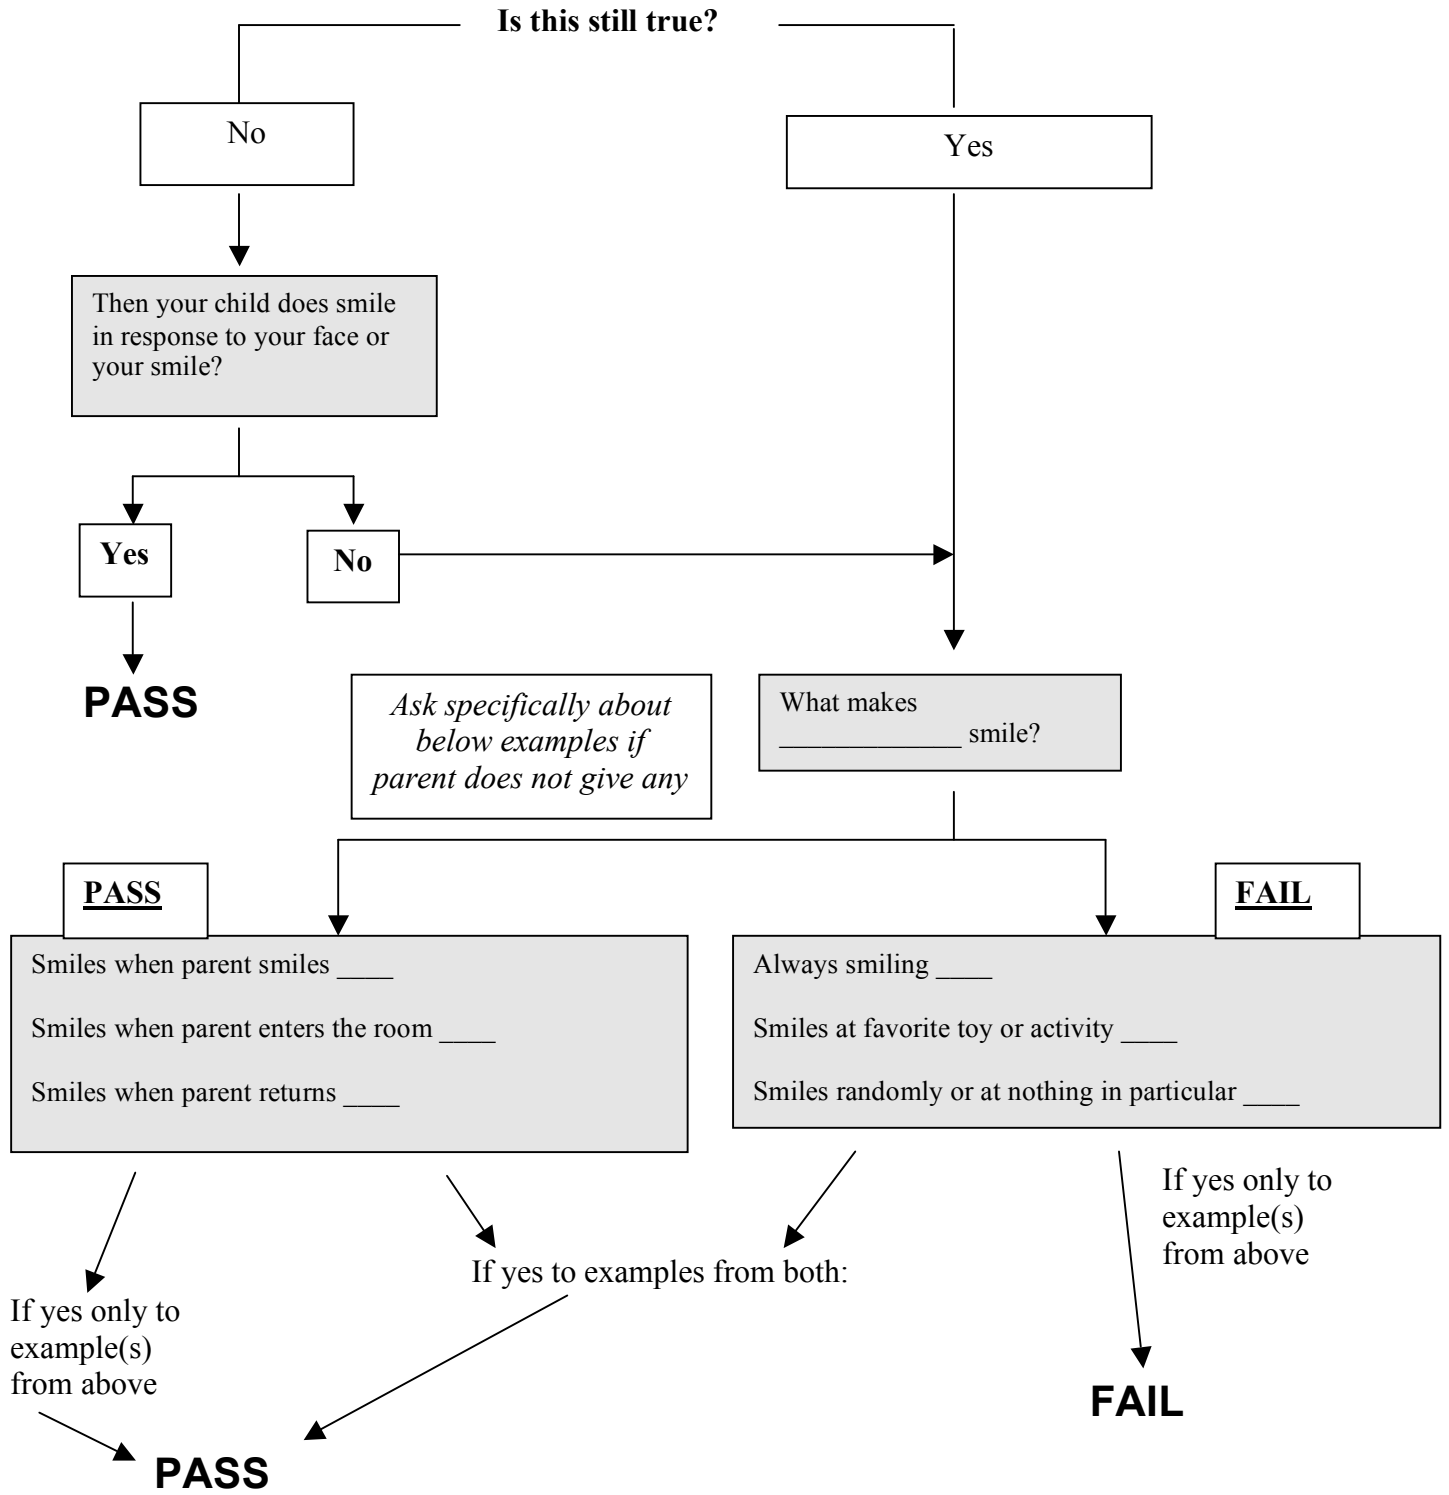 Is this still true?
No
Yes
Then your child does smile
in response to your face or
your smile?
Yes
No
PASS
Ask specifically about
below examples if
parent does not give any
What makes
_____________ smile?
PASS
FAIL
Smiles when parent smiles ____
Smiles when parent enters the room ____
Smiles when parent returns ____
Always smiling ____
Smiles at favorite toy or activity ____
Smiles randomly or at nothing in particular ____
If yes only to
example(s)
from above
If yes to examples from both:
If yes only to
example(s)
from above
FAIL
PASS